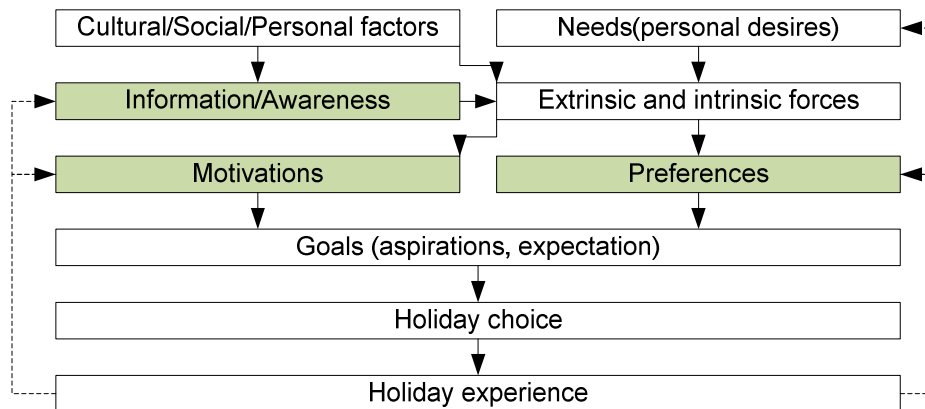 Cultural/Social/Personal factors
Needs(personal desires)
Information/Awareness
Extrinsic and intrinsic forces
Motivations
Preferences
Goals (aspirations, expectation)
Holiday choice
Holiday experience